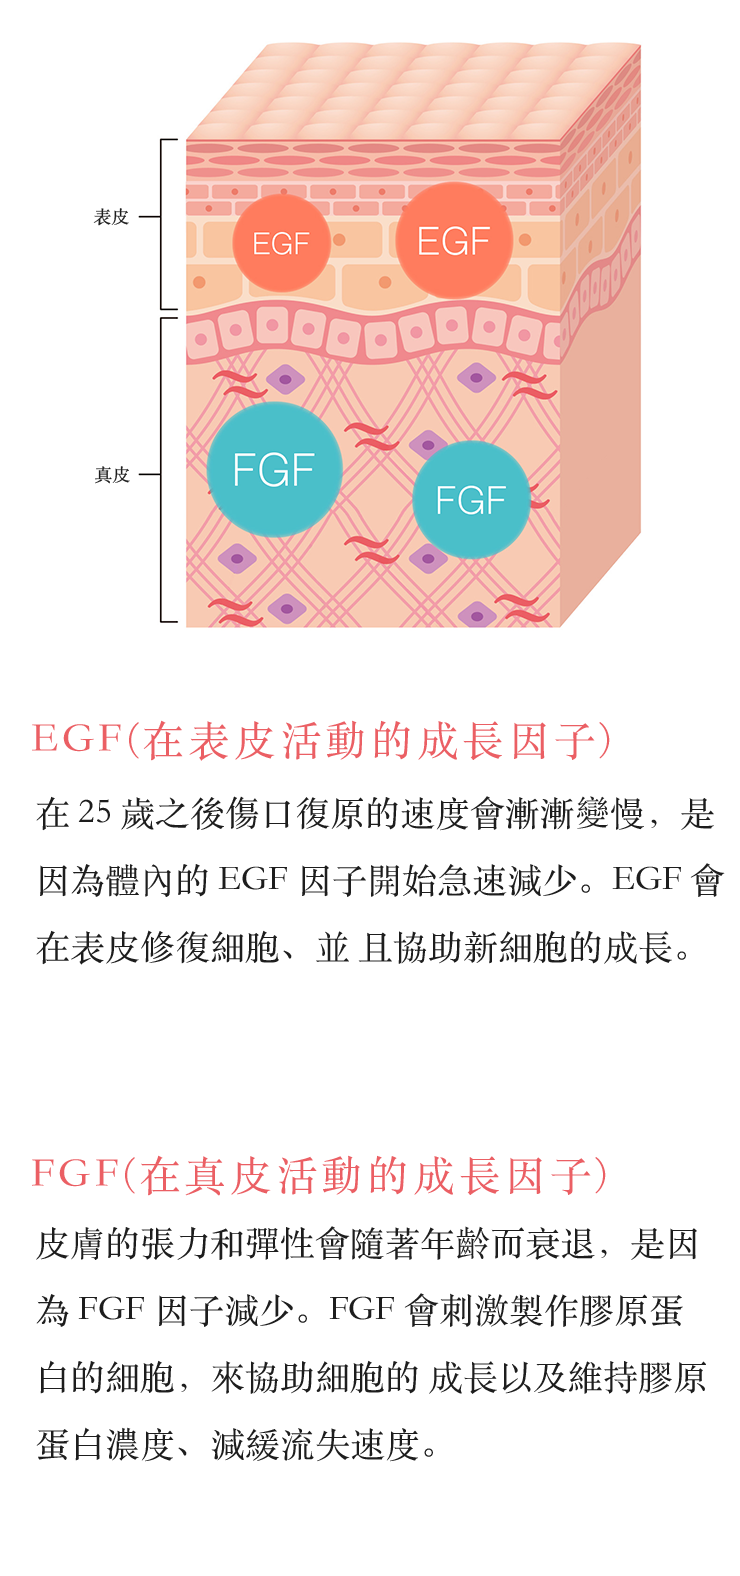 表皮
EGF
EGF
真皮
FGF
FGF
EGF(在表皮活動的成長因子)
在 25 歲之後傷口復原的速度會漸漸變慢，是
因為體內的 EGF 因子開始急速減少。EGF 會
在表皮修復細胞、並 且協助新細胞的成長。
FGF(在真皮活動的成長因子)
皮膚的張力和彈性會隨著年齡而衰退，是因
為 FGF 因子減少。FGF 會刺激製作膠原蛋
白的細胞，來協助細胞的 成長以及維持膠原
蛋白濃度、減緩流失速度。